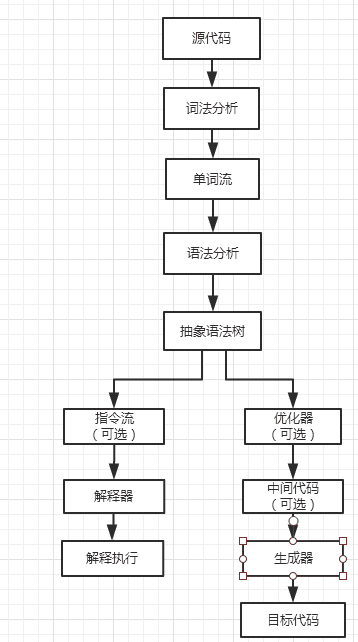 源代码
词法分析
单词流
语法分析
抽象语法树
指令流
（可选）
解释器
解释执行
优化器
（可选）
中间代码
（可选）
生成器
目标代码